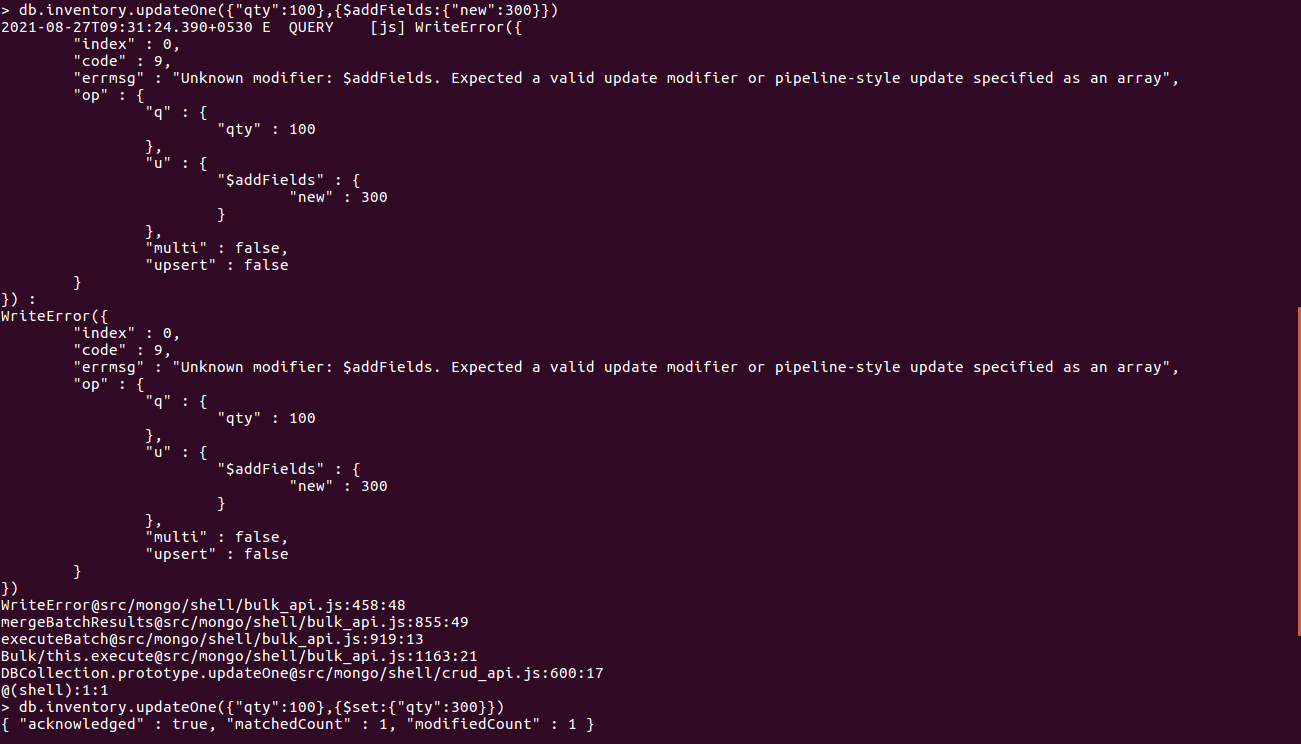 > db.inventory.updateOne({"qty":100},{$addFields:{"new":300}})
2021-08-27T09:31:24.390+0530 E  QUERY    [js] WriteError({
	"index" : 0,
	"code" : 9,
	"errmsg" : "Unknown modifier: $addFields. Expected a valid update modifier or pipeline-style update specified as an array",
	"op" : {
		"q" : {
			"qty" : 100
		},
		"u" : {
			"$addFields" : {
				"new" : 300
			}
		},
		"multi" : false,
		"upsert" : false
	}
}) :
WriteError({
	"index" : 0,
	"code" : 9,
	"errmsg" : "Unknown modifier: $addFields. Expected a valid update modifier or pipeline-style update specified as an array",
	"op" : {
		"q" : {
			"qty" : 100
		},
		"u" : {
			"$addFields" : {
				"new" : 300
			}
		},
		"multi" : false,
		"upsert" : false
	}
})
WriteError@src/mongo/shell/bulk_api.js:458:48
mergeBatchResults@src/mongo/shell/bulk_api.js:855:49
executeBatch@src/mongo/shell/bulk_api.js:919:13
Bulk/this.execute@src/mongo/shell/bulk_api.js:1163:21
DBCollection.prototype.updateOne@src/mongo/shell/crud_api.js:600:17
@(shell):1:1
> db.inventory.updateOne({"qty":100},{$set:{"qty":300}})
{ "acknowledged" : true, "matchedCount" : 1, "modifiedCount" : 1 }